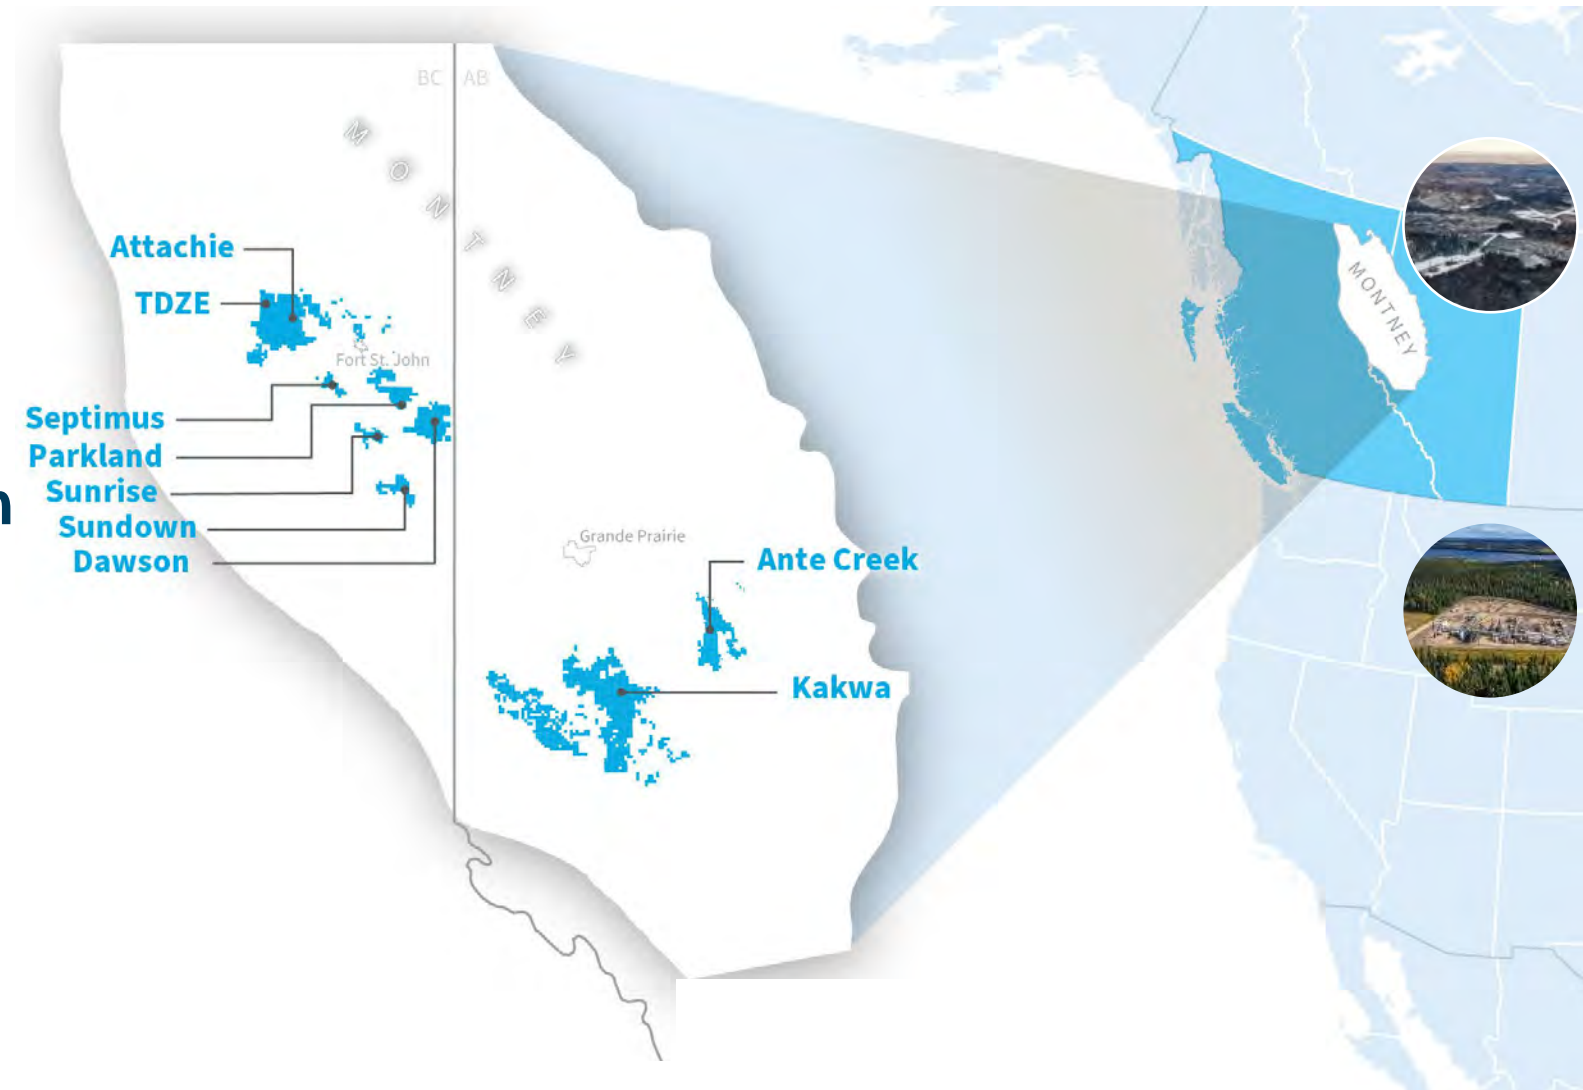 BC AB
MONTNEY
Attachie
TDZE
Fort St. John
Septimus
Parkland
Sunrise
Sundown
Dawson
Grande Prairie
Ante Creek
Kakwa
MONTNEY
n